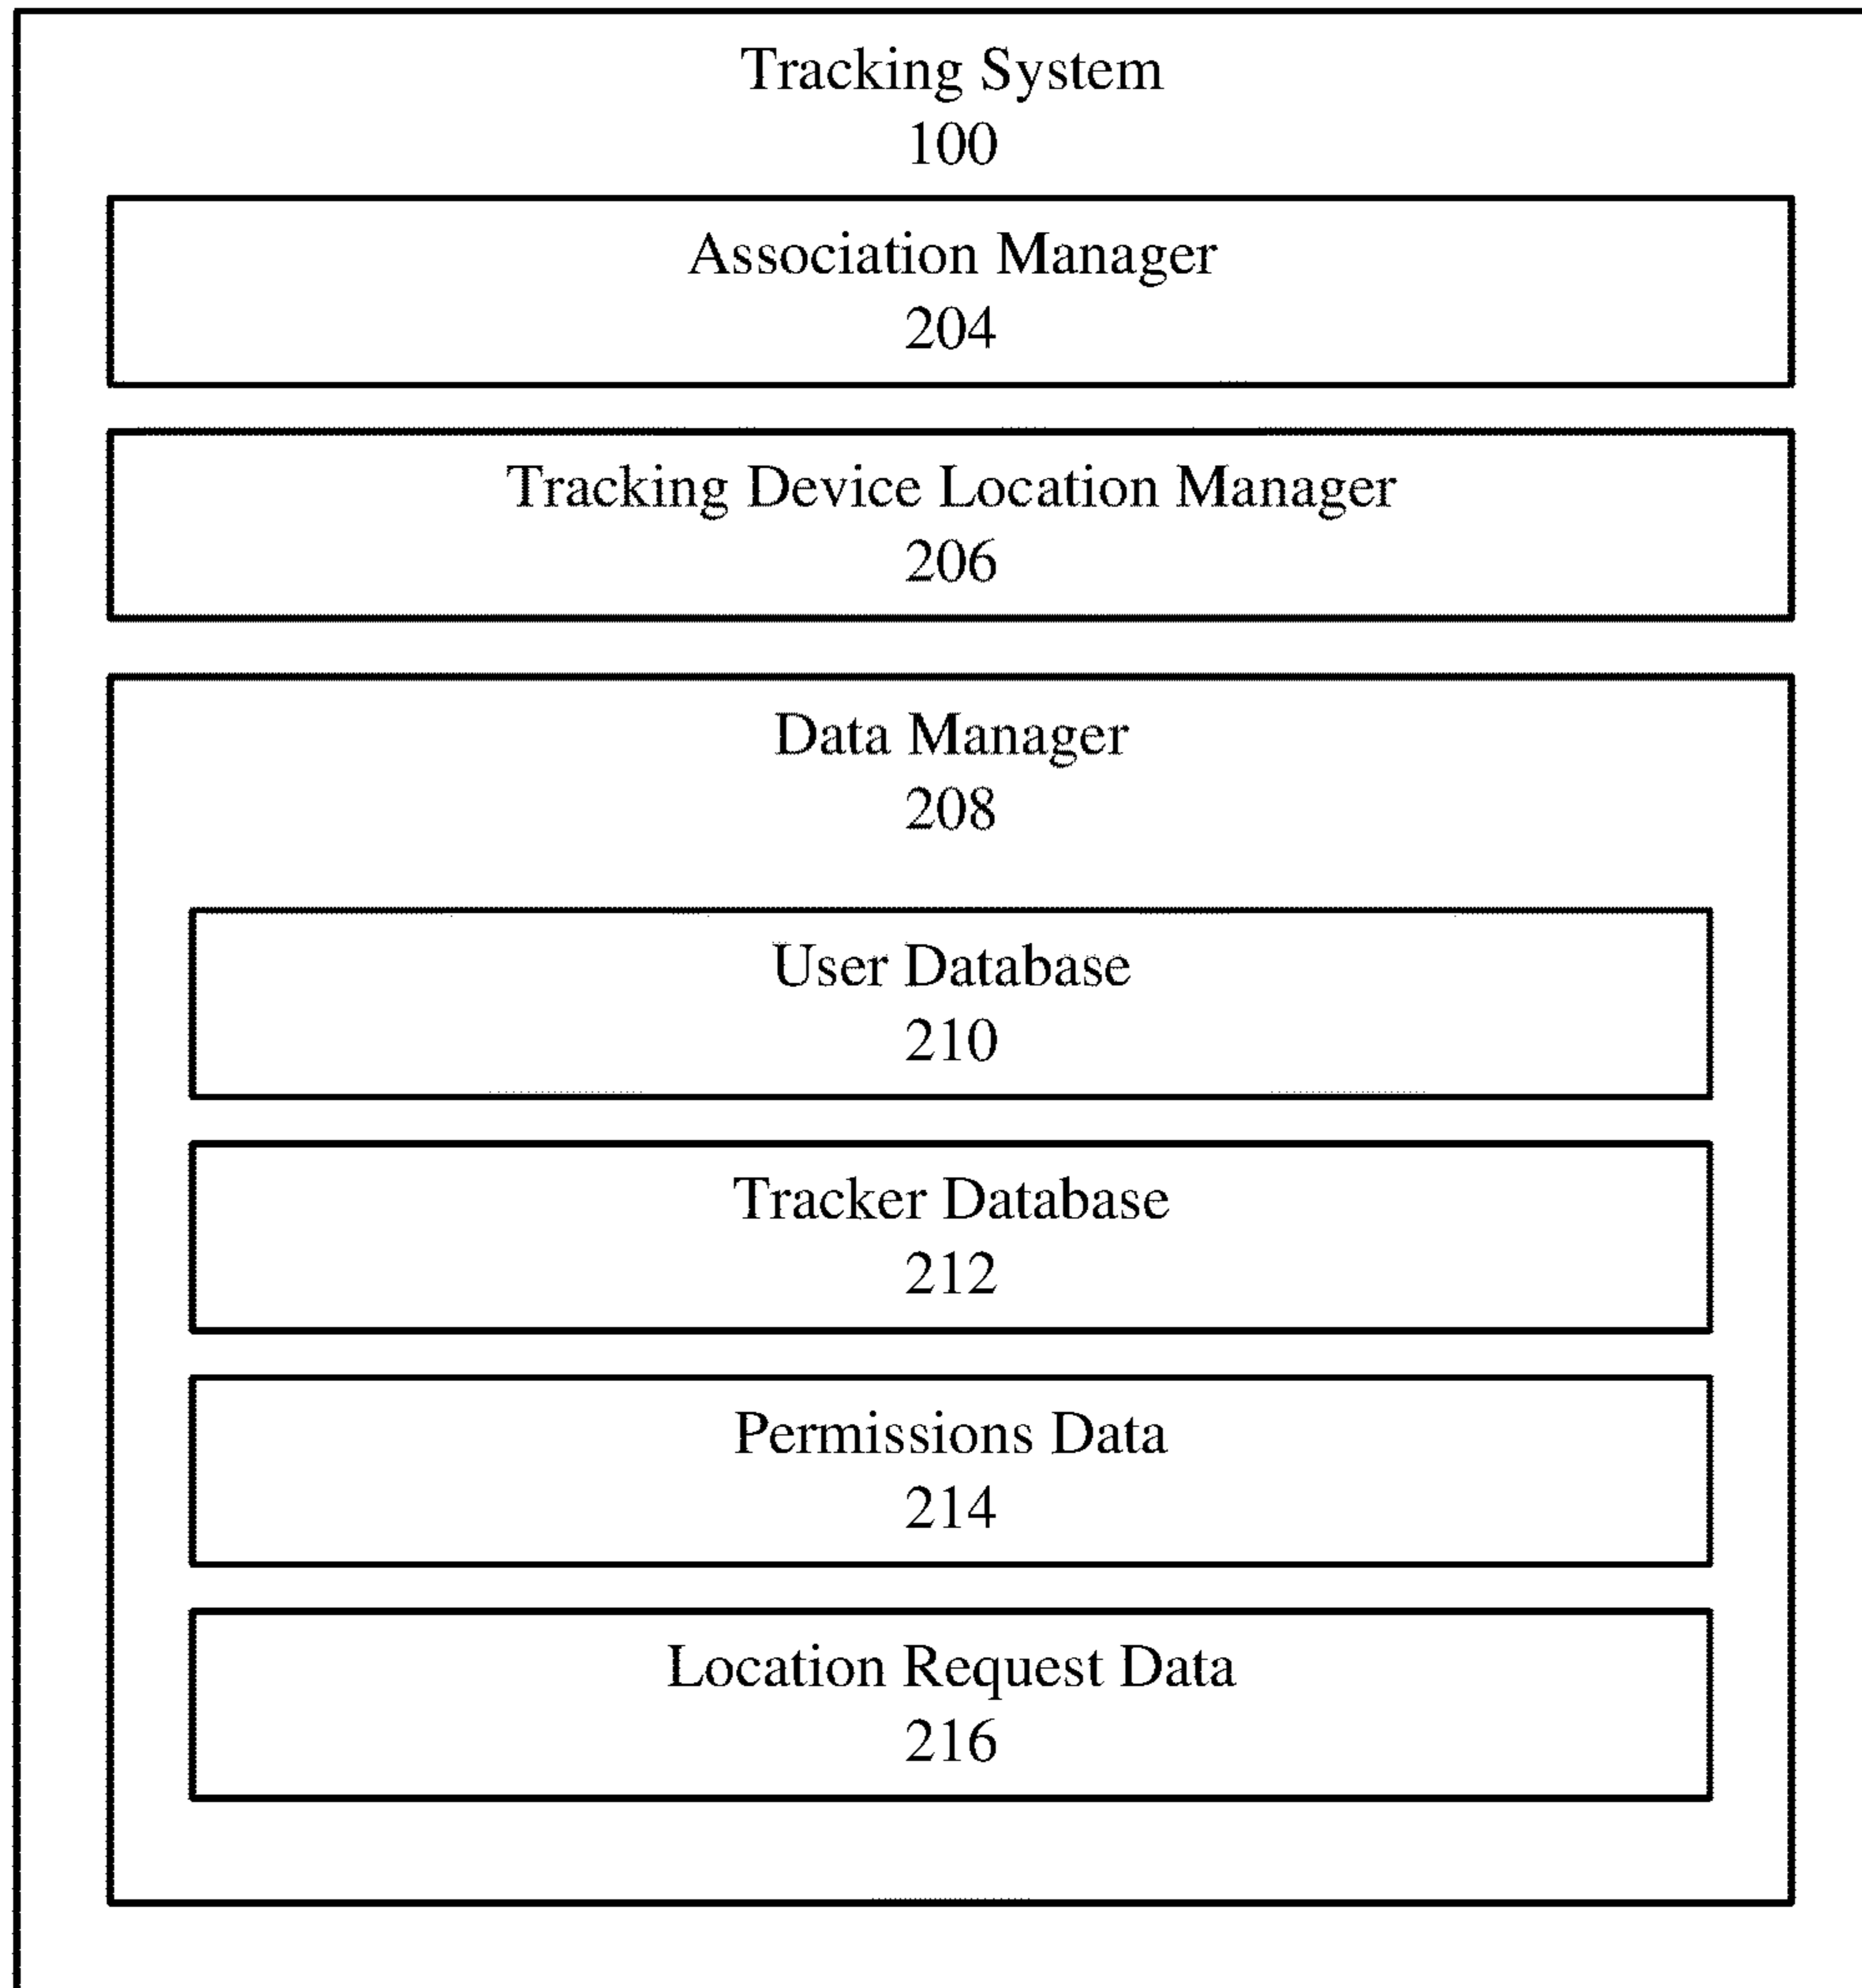 Tracking System
100
Association Manager
204
Tracking Device Location Manager
206
Data Manager
208
User Database
210
Tracker Database
212
Permissions Data
214
Location Request Data
216